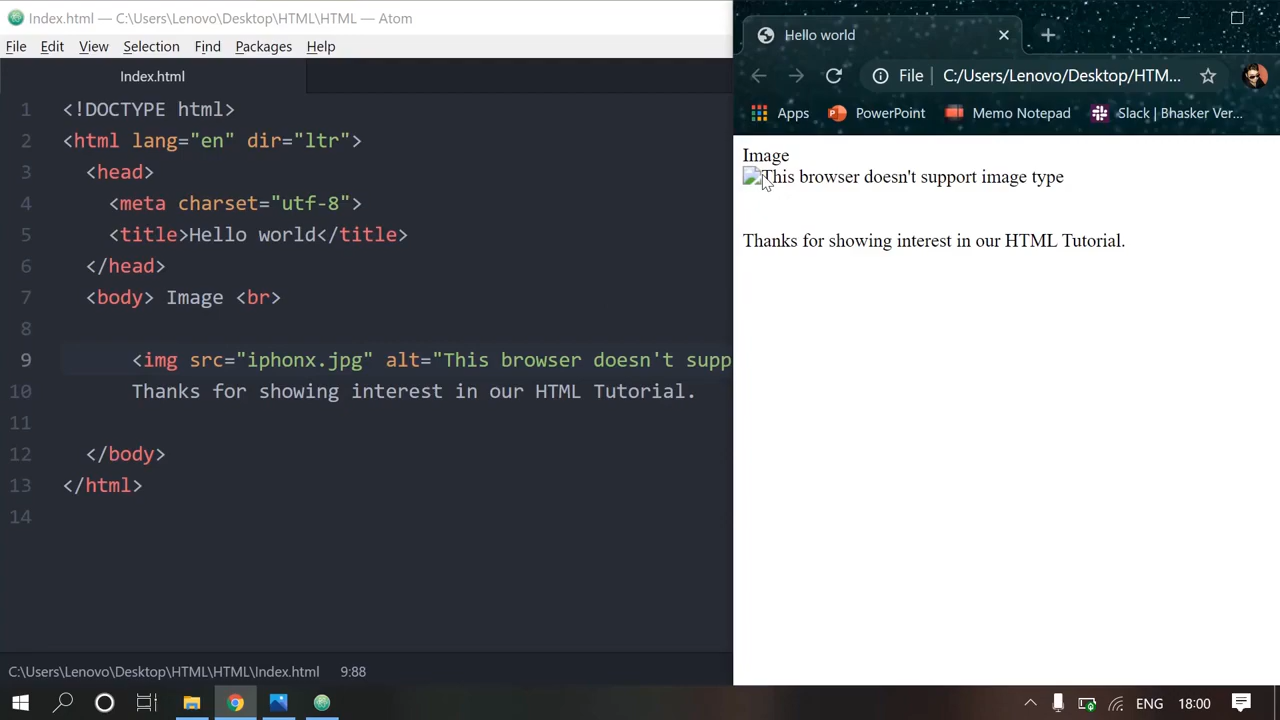 Index.html — C:\Users\Lenovo\Desktop\HTML\HTML — Atom
File Edit View Selection Find Packages Help
Index.html
1 <!DOCTYPE html>
2 <html lang="en" dir="ltr">
3 <head>
4 <meta charset="utf-8">
5 <title>Hello world</title>
6 </head>
7 <body> Image <br>
8
9 <img src="iphonx.jpg" alt="This browser doesn't supp
10 Thanks for showing interest in our HTML Tutorial.
11
12 </body>
13 </html>
14
C:\Users\Lenovo\Desktop\HTML\HTML\Index.html 9:88
Hello world
File C:/Users/Lenovo/Desktop/HTM...
Apps PowerPoint Memo Notepad Slack | Bhasker Ver...
Image
This browser doesn't support image type
Thanks for showing interest in our HTML Tutorial.
ENG 18:00